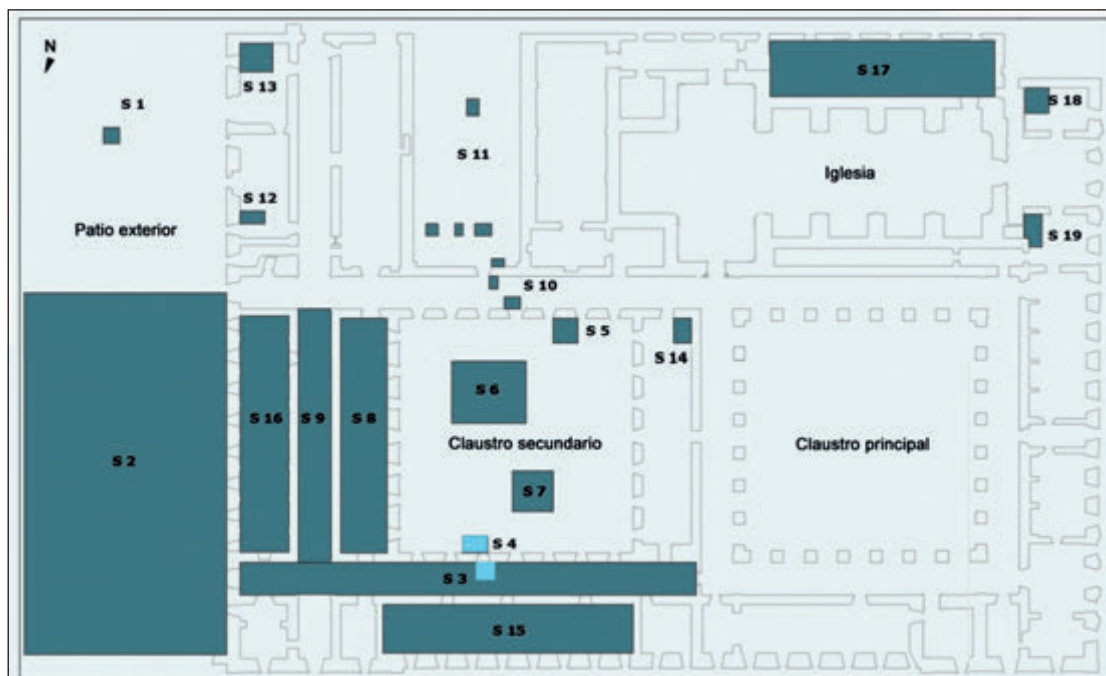 N
S 13
S 1
S 17
S 18
S 11
Iglesia
S 12
Patio exterior
S 19
S 10
S 5
S 14
S 6
S 16
S 9
S 8
Claustro secundario
Claustro principal
S 2
S 7
S 4
S 3
S 15